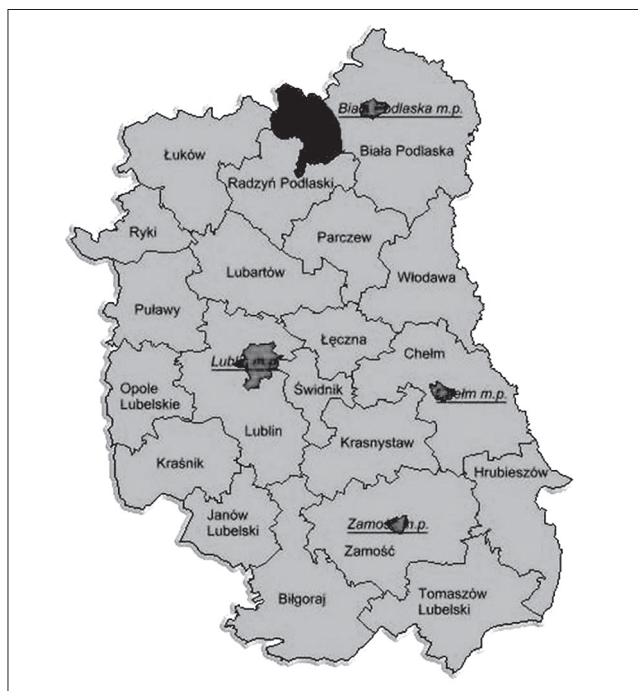 Biała Podlaska m.p.
Biała Podlaska
Łuków
Radzyń Podlaski
Ryki
Parczew
Lubartów
Włodawa
Puławy
Łęczna
Chełm
Lublin m.p.
Świdnik
Opole
Lubelskie
Chełm m.p.
Lublin
Krasnystaw
Kraśnik
Hrubieszów
Janów
Lubelski
Zamość m.p.
Zamość
Biłgoraj
Tomaszów
Lubelski